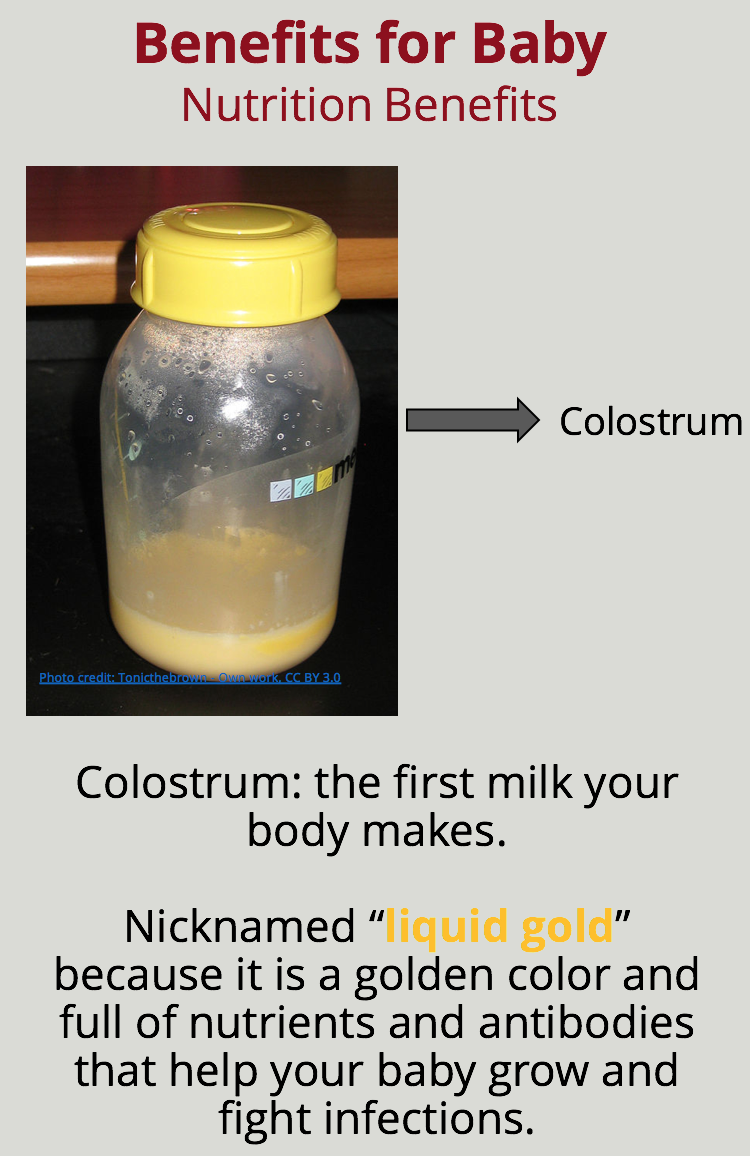 Benefits for Baby
Nutrition Benefits
me
Colostrum
Photo credit: Tonicthebrown - Own work, CC BY 3.0
Colostrum: the first milk your
body makes.
Nicknamed “liquid gold”
because it is a golden color and
full of nutrients and antibodies
that help your baby grow and
fight infections.